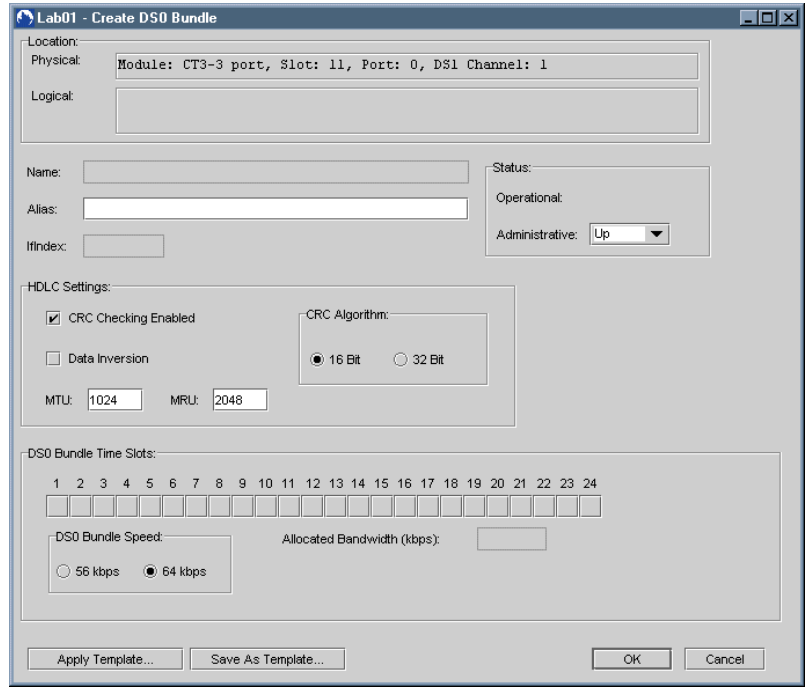 Lab01 - Create DS0 Bundle
Location:
Physical: Module: CT3-3 port, Slot: 11, Port: 0, DS1 Channel: 1
Logical:
Name:
Status:
Operational:
Alias:
Administrative: Up
IfIndex:
HDLC Settings:
CRC Checking Enabled
CRC Algorithm:
Data Inversion
16 Bit 32 Bit
MTU: 1024 MRU: 2048
DS0 Bundle Time Slots:
1 2 3 4 5 6 7 8 9 10 11 12 13 14 15 16 17 18 19 20 21 22 23 24
DS0 Bundle Speed:
Allocated Bandwidth (kbps):
56 kbps 64 kbps
Apply Template... Save As Template... OK Cancel